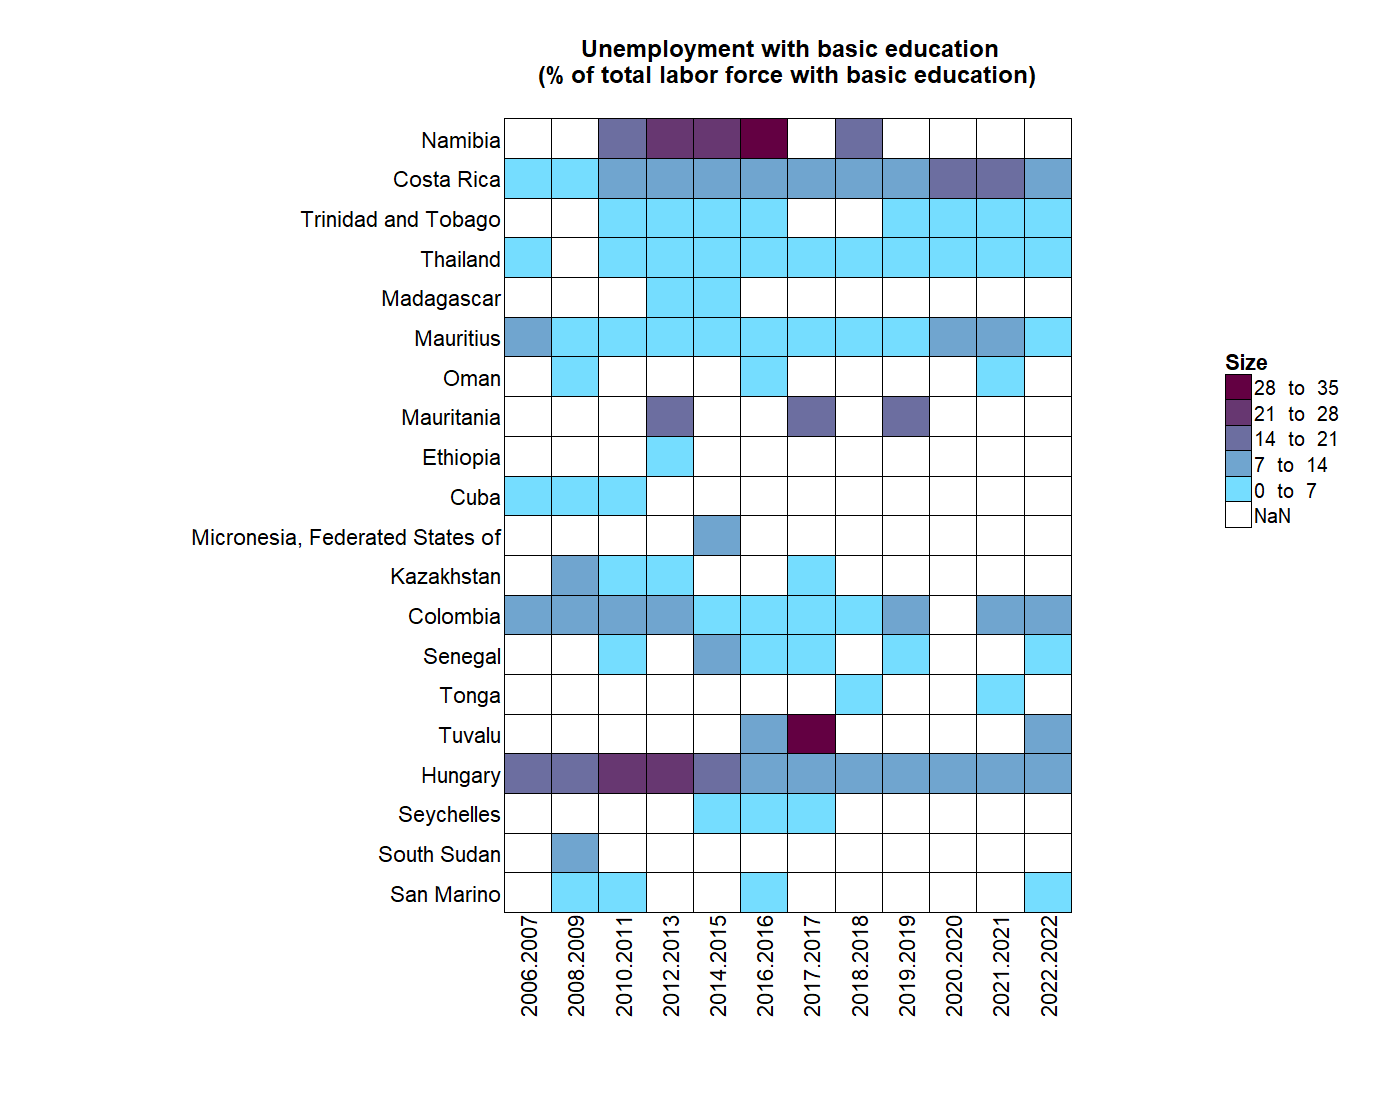 Unemployment with basic education
(% of total labor force with basic education)
Namibia
Costa Rica
Trinidad and Tobago
Thailand
Madagascar
Mauritius
Oman
Mauritania
Ethiopia
Cuba
Micronesia, Federated States of
Kazakhstan
Colombia
Senegal
Tonga
Tuvalu
Hungary
Seychelles
South Sudan
San Marino
2006.2007
2008.2009
2010.2011
2012.2013
2014.2015
2016.2016
2017.2017
2018.2018
2019.2019
2020.2020
2021.2021
2022.2022
Size
28 to 35
21 to 28
14 to 21
7 to 14
0 to 7
NaN